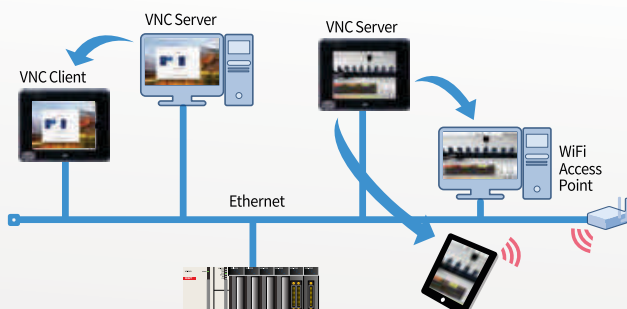 VNC Server
VNC Server
VNC Client
WiFi
Access
Point
Ethernet